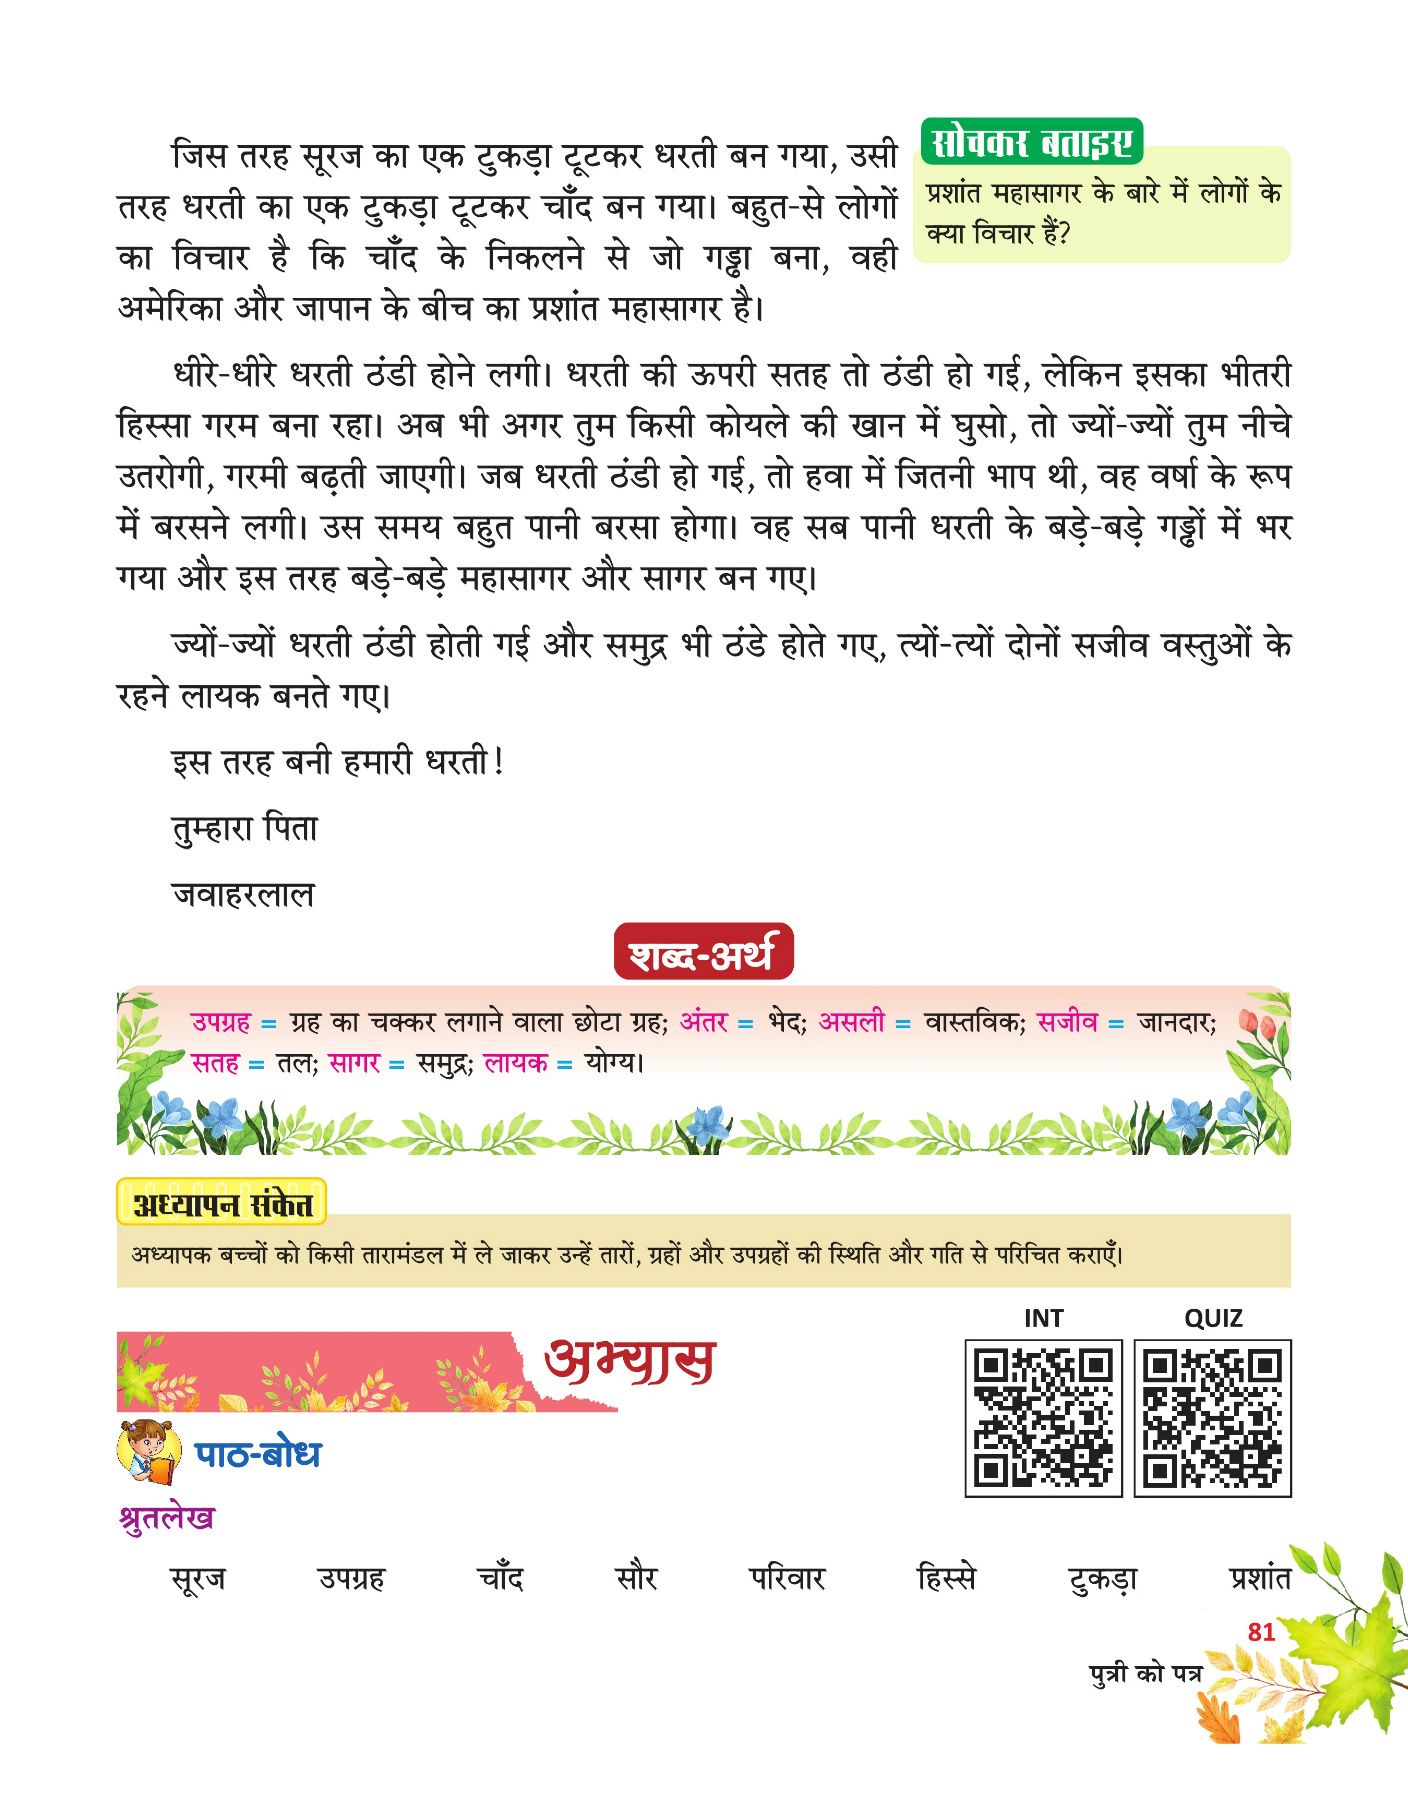 जिस तरह सूरज का एक टुकड़ा टूटकर धरती बन गया, उसी
तरह धरती का एक टुकड़ा टूटकर चाँद बन गया। बहुत-से लोगों
का विचार है कि चाँद के निकलने से जो गड्ढा बना, वही
अमेरिका और जापान के बीच का प्रशांत महासागर है।
सोचकर बताइए
प्रशांत महासागर के बारे में लोगों के
क्या विचार हैं?
धीरे-धीरे धरती ठंडी होने लगी। धरती की ऊपरी सतह तो ठंडी हो गई, लेकिन इसका भीतरी
हिस्सा गरम बना रहा। अब भी अगर तुम किसी कोयले की खान में घुसो, तो ज्यों-ज्यों तुम नीचे
उतरोगी, गरमी बढ़ती जाएगी। जब धरती ठंडी हो गई, तो हवा में जितनी भाप थी, वह वर्षा के रूप
में बरसने लगी। उस समय बहुत पानी बरसा होगा। वह सब पानी धरती के बड़े-बड़े गड्ढों में भर
गया और इस तरह बड़े-बड़े महासागर और सागर बन गए।
ज्यों-ज्यों धरती ठंडी होती गई और समुद्र भी ठंडे होते गए, त्यों-त्यों दोनों सजीव वस्तुओं के
रहने लायक बनते गए।
इस तरह बनी हमारी धरती!
तुम्हारा पिता
जवाहरलाल
शब्द-अर्थ
उपग्रह = ग्रह का चक्कर लगाने वाला छोटा ग्रह; अंतर = भेद; असली = वास्तविक; सजीव = जानदार;
सतह = तल; सागर = समुद्र; लायक = योग्य।
अध्यापन संकेत
अध्यापक बच्चों को किसी तारामंडल में ले जाकर उन्हें तारों, ग्रहों और उपग्रहों की स्थिति और गति से परिचित कराएँ।
INT QUIZ
अभ्यास
पाठ-बोध
श्रुतलेख
सूरज उपग्रह चाँद सौर परिवार हिस्से टुकड़ा प्रशांत
81
पुत्री को पत्र